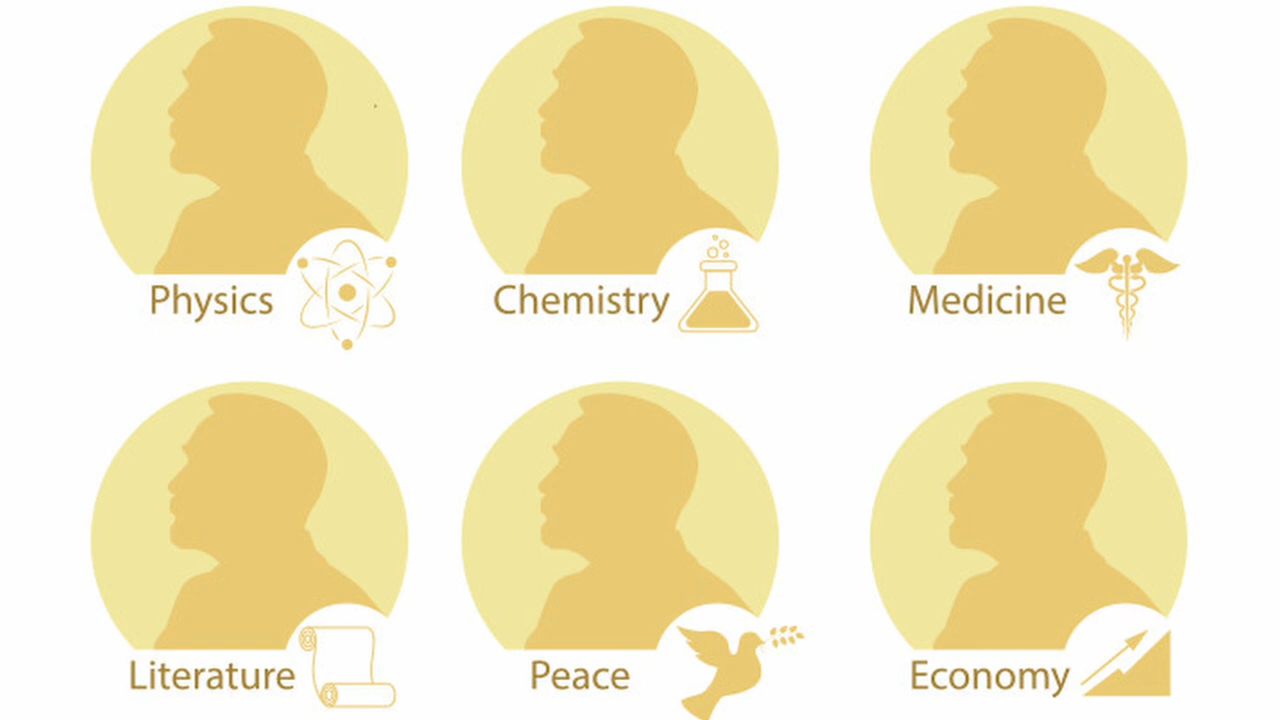 Physics
Chemistry
Medicine
Literature
Peace
Economy